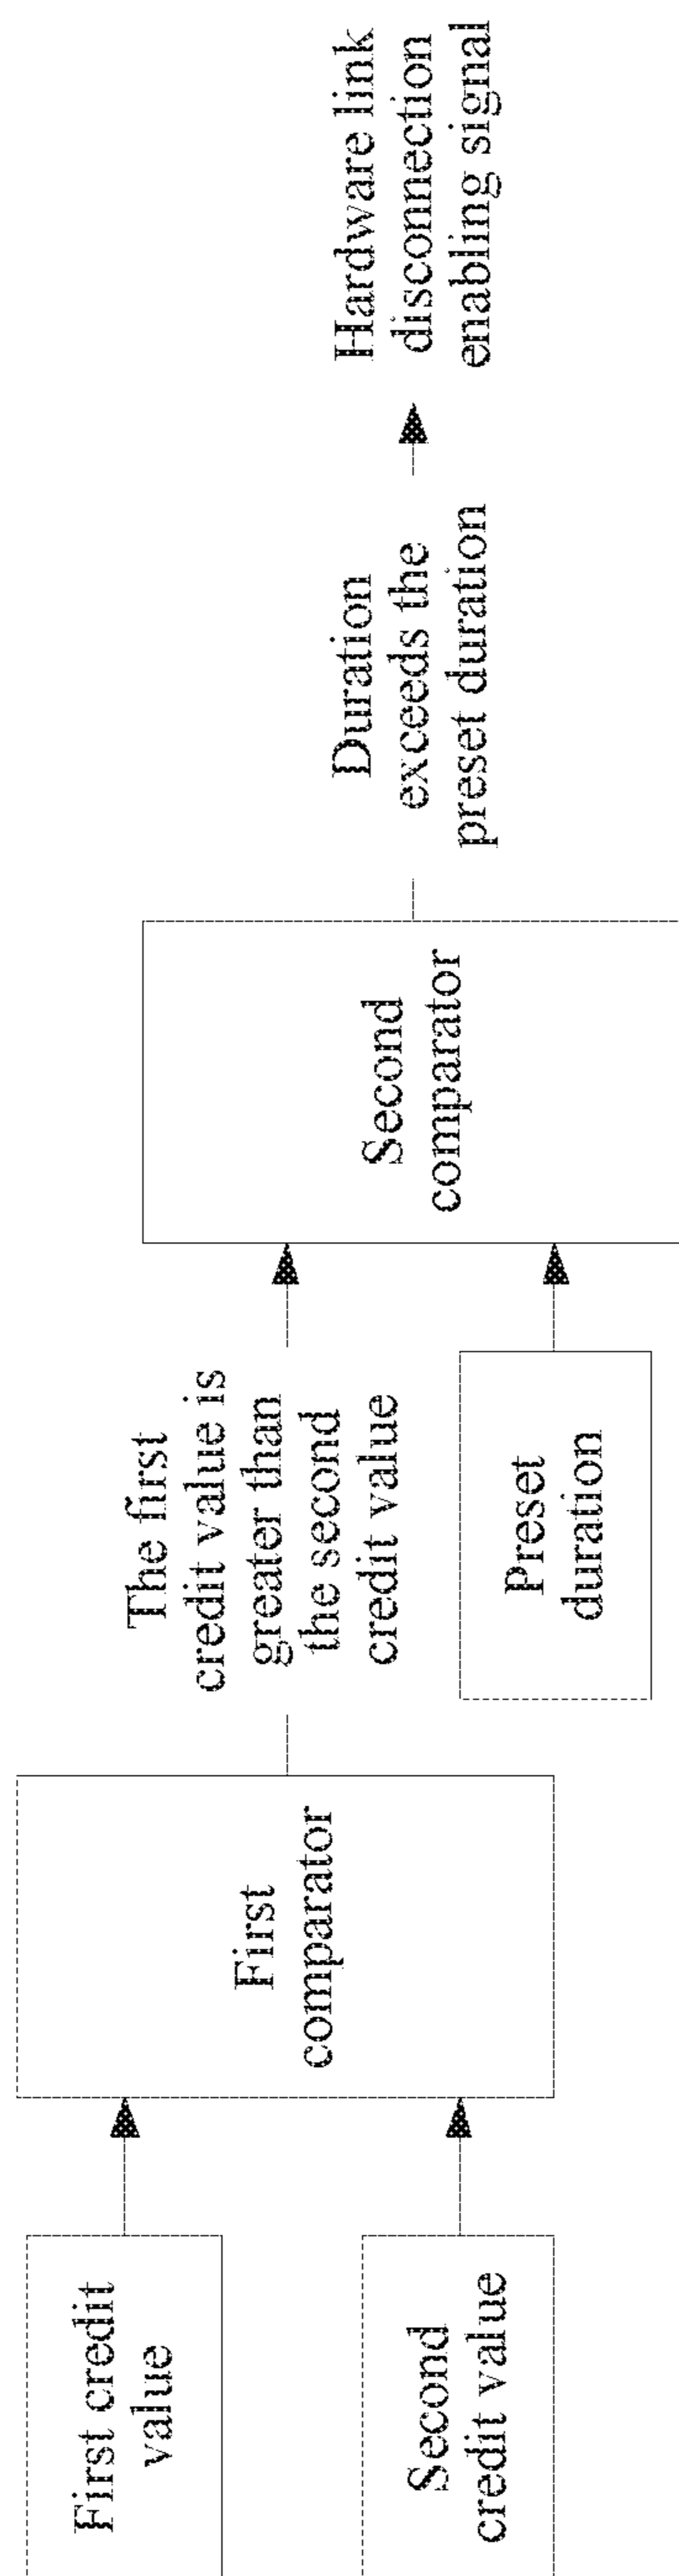 First credit
value
Second
credit value
First
comparator
The first
credit value is
greater than
the second
credit value
Preset
duration
Second
comparator
Duration
exceeds the
preset duration
Hardware link
disconnection
enabling signal